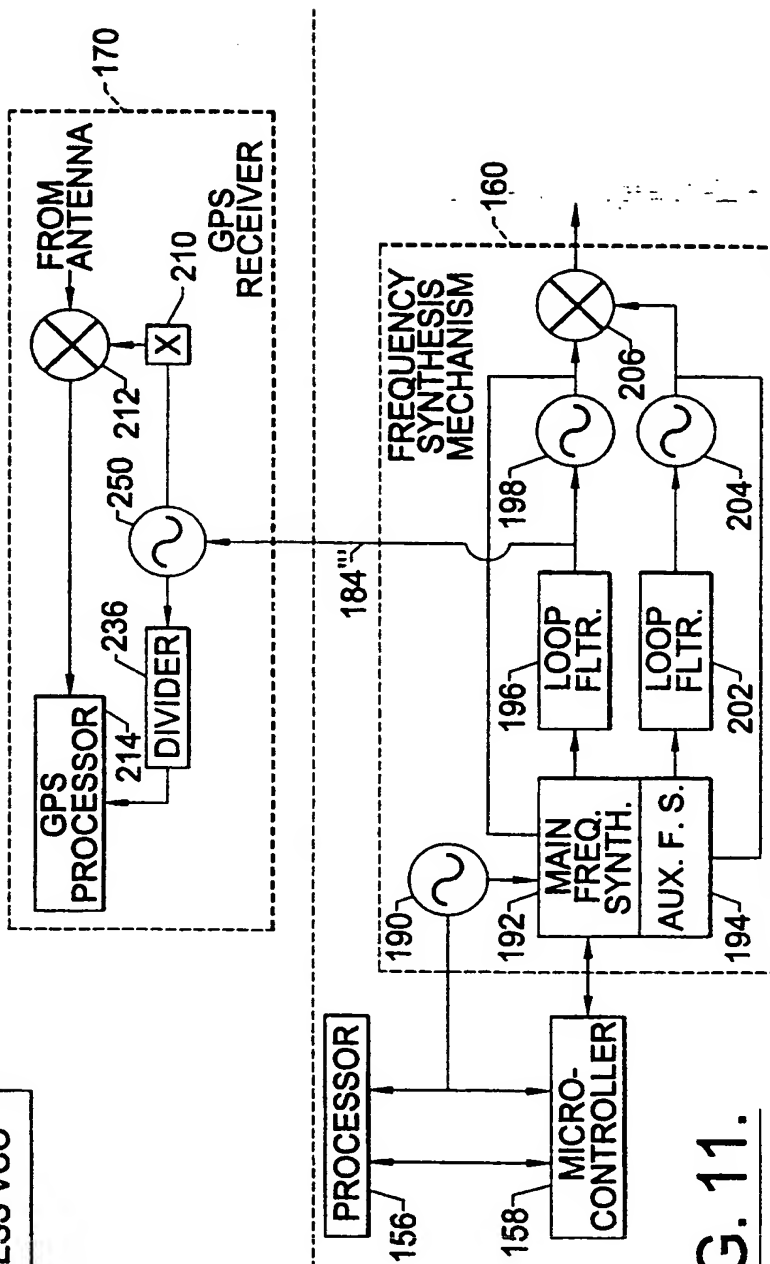 FROM
ANTENNA
170
GPS
RECEIVER
X
210
212
250
236
DIVIDER
GPS
PROCESSOR
214
184'''
FREQUENCY
SYNTHESIS
MECHANISM
160
206
198
204
LOOP
FLTR.
196
LOOP
FLTR.
202
190
MAIN
FREQ.
SYNTH.
192
AUX. F. S.
194
PROCESSOR
156
MICRO-
CONTROLLER
158
G. 11.